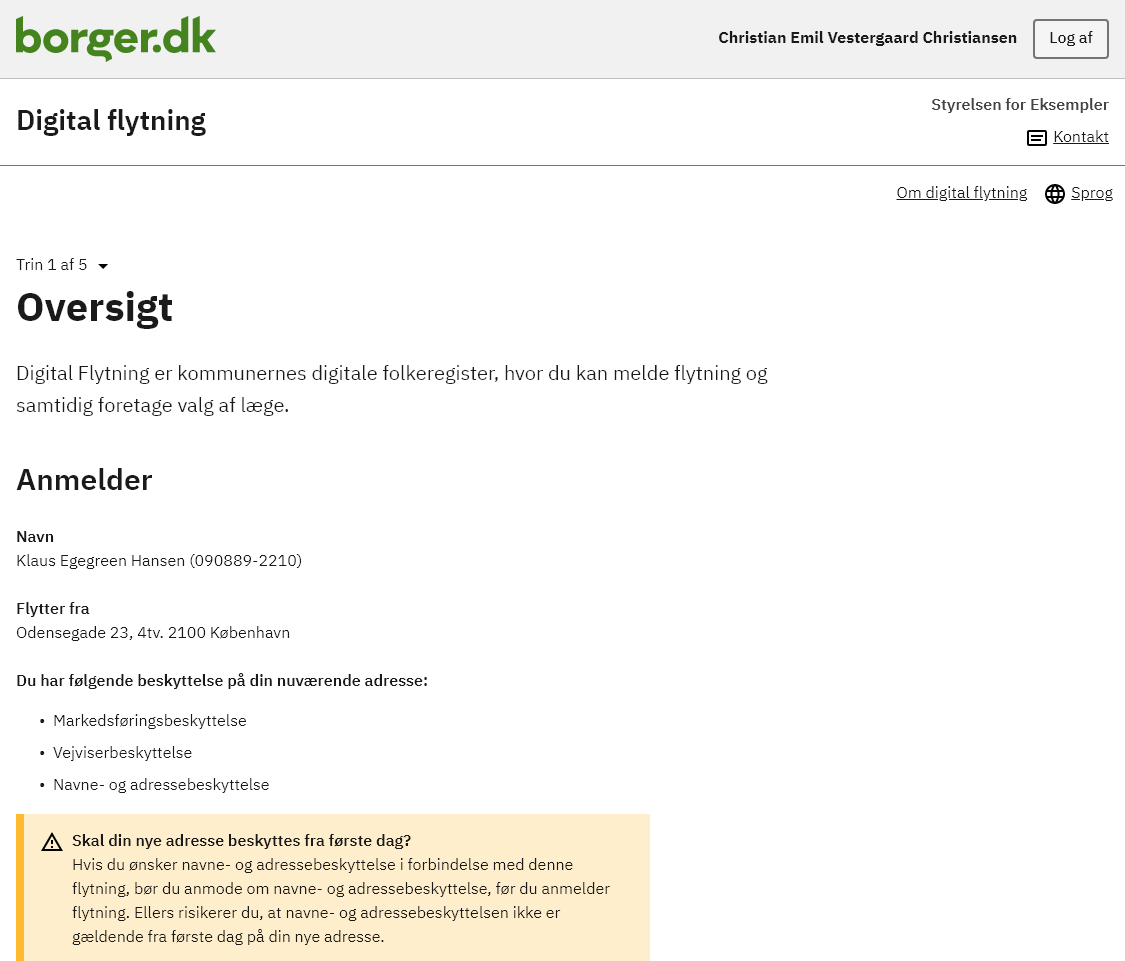 borger.dk
Christian Emil Vestergaard Christiansen
Log af
Digital flytning
Styrelsen for Eksempler
Kontakt
Om digital flytning
Sprog
Trin 1 af 5
Oversigt
Digital Flytning er kommunernes digitale folkeregister, hvor du kan melde flytning og
samtidig foretage valg af læge.
Anmelder
Navn
Klaus Egegreen Hansen (090889-2210)
Flytter fra
Odensegade 23, 4tv. 2100 København
Du har følgende beskyttelse på din nuværende adresse:
• Markedsføringsbeskyttelse
• Vejviserbeskyttelse
• Navne- og adressebeskyttelse
Skal din nye adresse beskyttes fra første dag?
Hvis du ønsker navne- og adressebeskyttelse i forbindelse med denne
flytning, bør du anmode om navne- og adressebeskyttelse, før du anmelder
flytning. Ellers risikerer du, at navne- og adressebeskyttelsen ikke er
gældende fra første dag på din nye adresse.